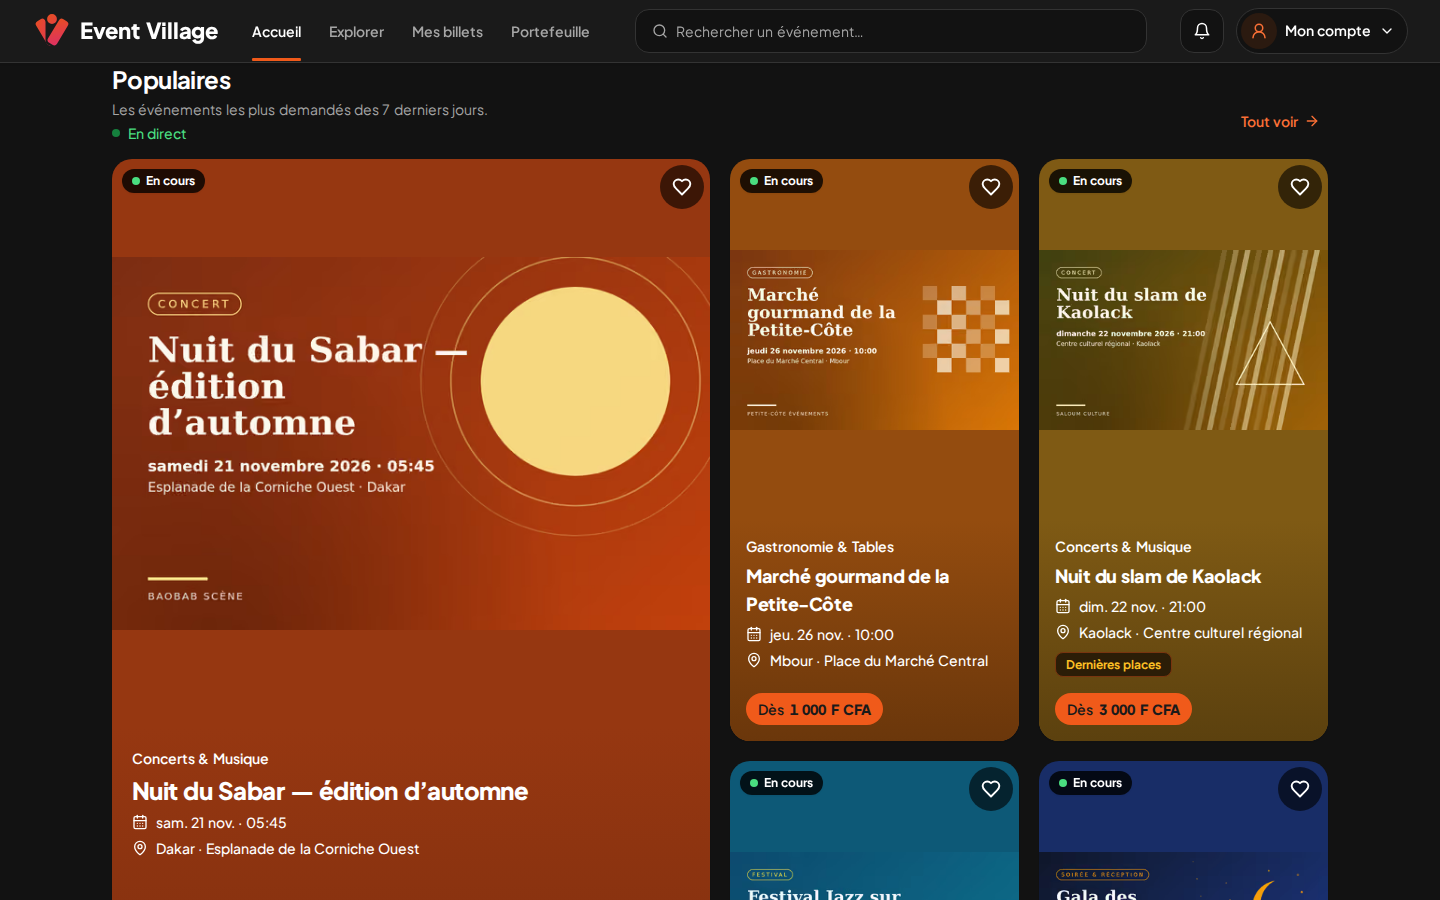 Event Village
Accueil
Explorer
Mes billets
Portefeuille
Rechercher un événement…
Mon compte
Populaires
Les événements les plus demandés des 7 derniers jours.
En direct
Tout voir
En cours
CONCERT
Nuit du Sabar —
édition
d’automne
samedi 21 novembre 2026 · 05:45
Esplanade de la Corniche Ouest · Dakar
BAOBAB SCÈNE
Concerts & Musique
Nuit du Sabar — édition d’automne
sam. 21 nov. · 05:45
Dakar · Esplanade de la Corniche Ouest
En cours
GASTRONOMIE
Marché
gourmand de la
Petite-Côte
jeudi 26 novembre 2026 · 10:00
Place du Marché Central · Mbour
PETITE-CÔTE ÉVÉNEMENTS
Gastronomie & Tables
Marché gourmand de la
Petite-Côte
jeu. 26 nov. · 10:00
Mbour · Place du Marché Central
Dès 1 000 F CFA
En cours
CONCERT
Nuit du slam de
Kaolack
dimanche 22 novembre 2026 · 21:00
Centre culturel régional · Kaolack
SALOUM CULTURE
Concerts & Musique
Nuit du slam de Kaolack
dim. 22 nov. · 21:00
Kaolack · Centre culturel régional
Dernières places
Dès 3 000 F CFA
En cours
FESTIVAL
Festival Jazz sur
En cours
SOIRÉE & RÉCEPTION
Gala des